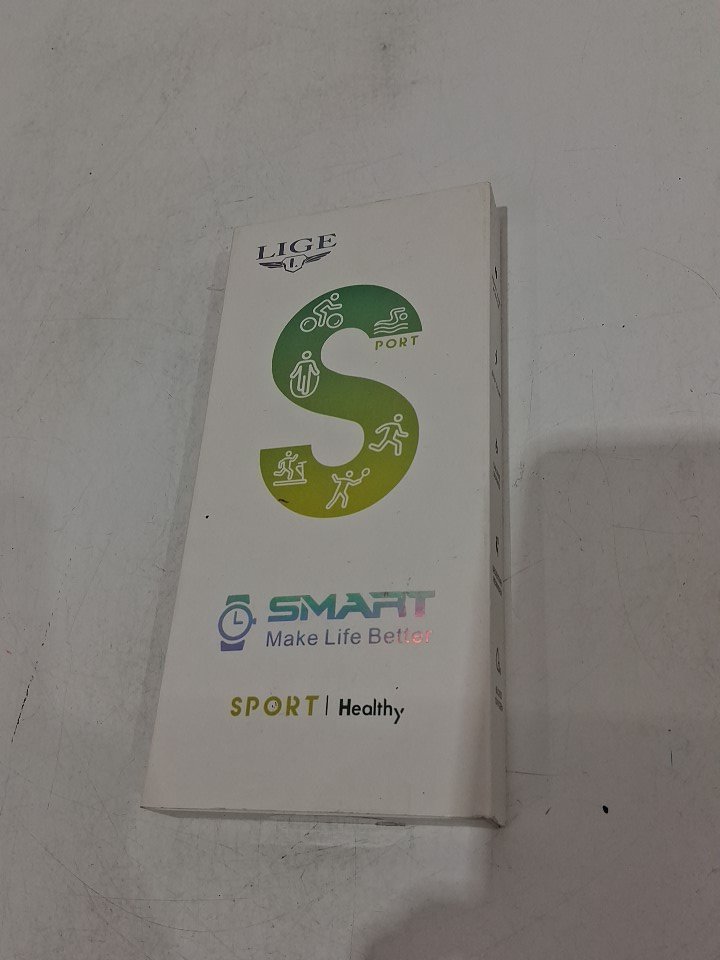 LIGE
L
S
PORT
SMART
Make Life Better
SPORT | Healthy